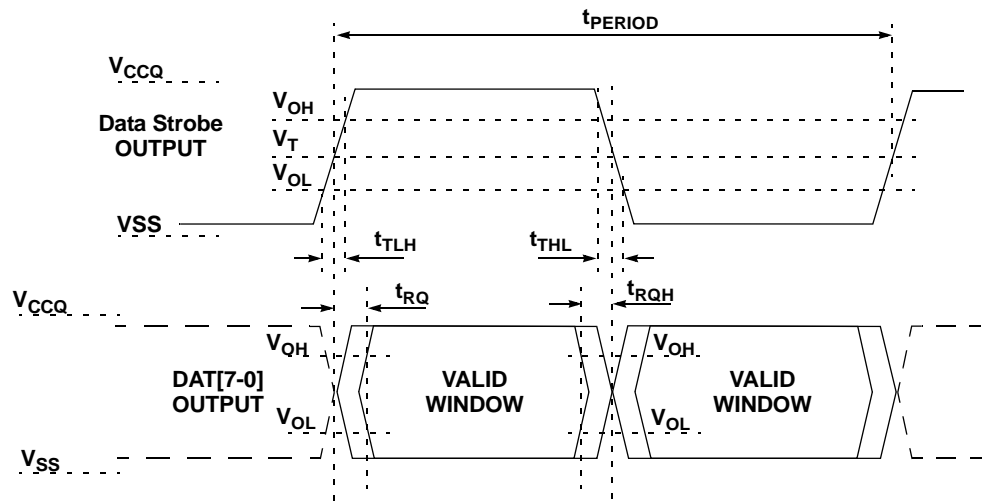 tPERIOD
VCCQ
VOH
Data Strobe
OUTPUT
VT
VOL
VSS
tTLH
tTHL
VCCQ
tRQ
tRQH
VOH
VOH
DAT[7-0]
OUTPUT
VALID
WINDOW
VALID
WINDOW
VOL
VOL
VSS